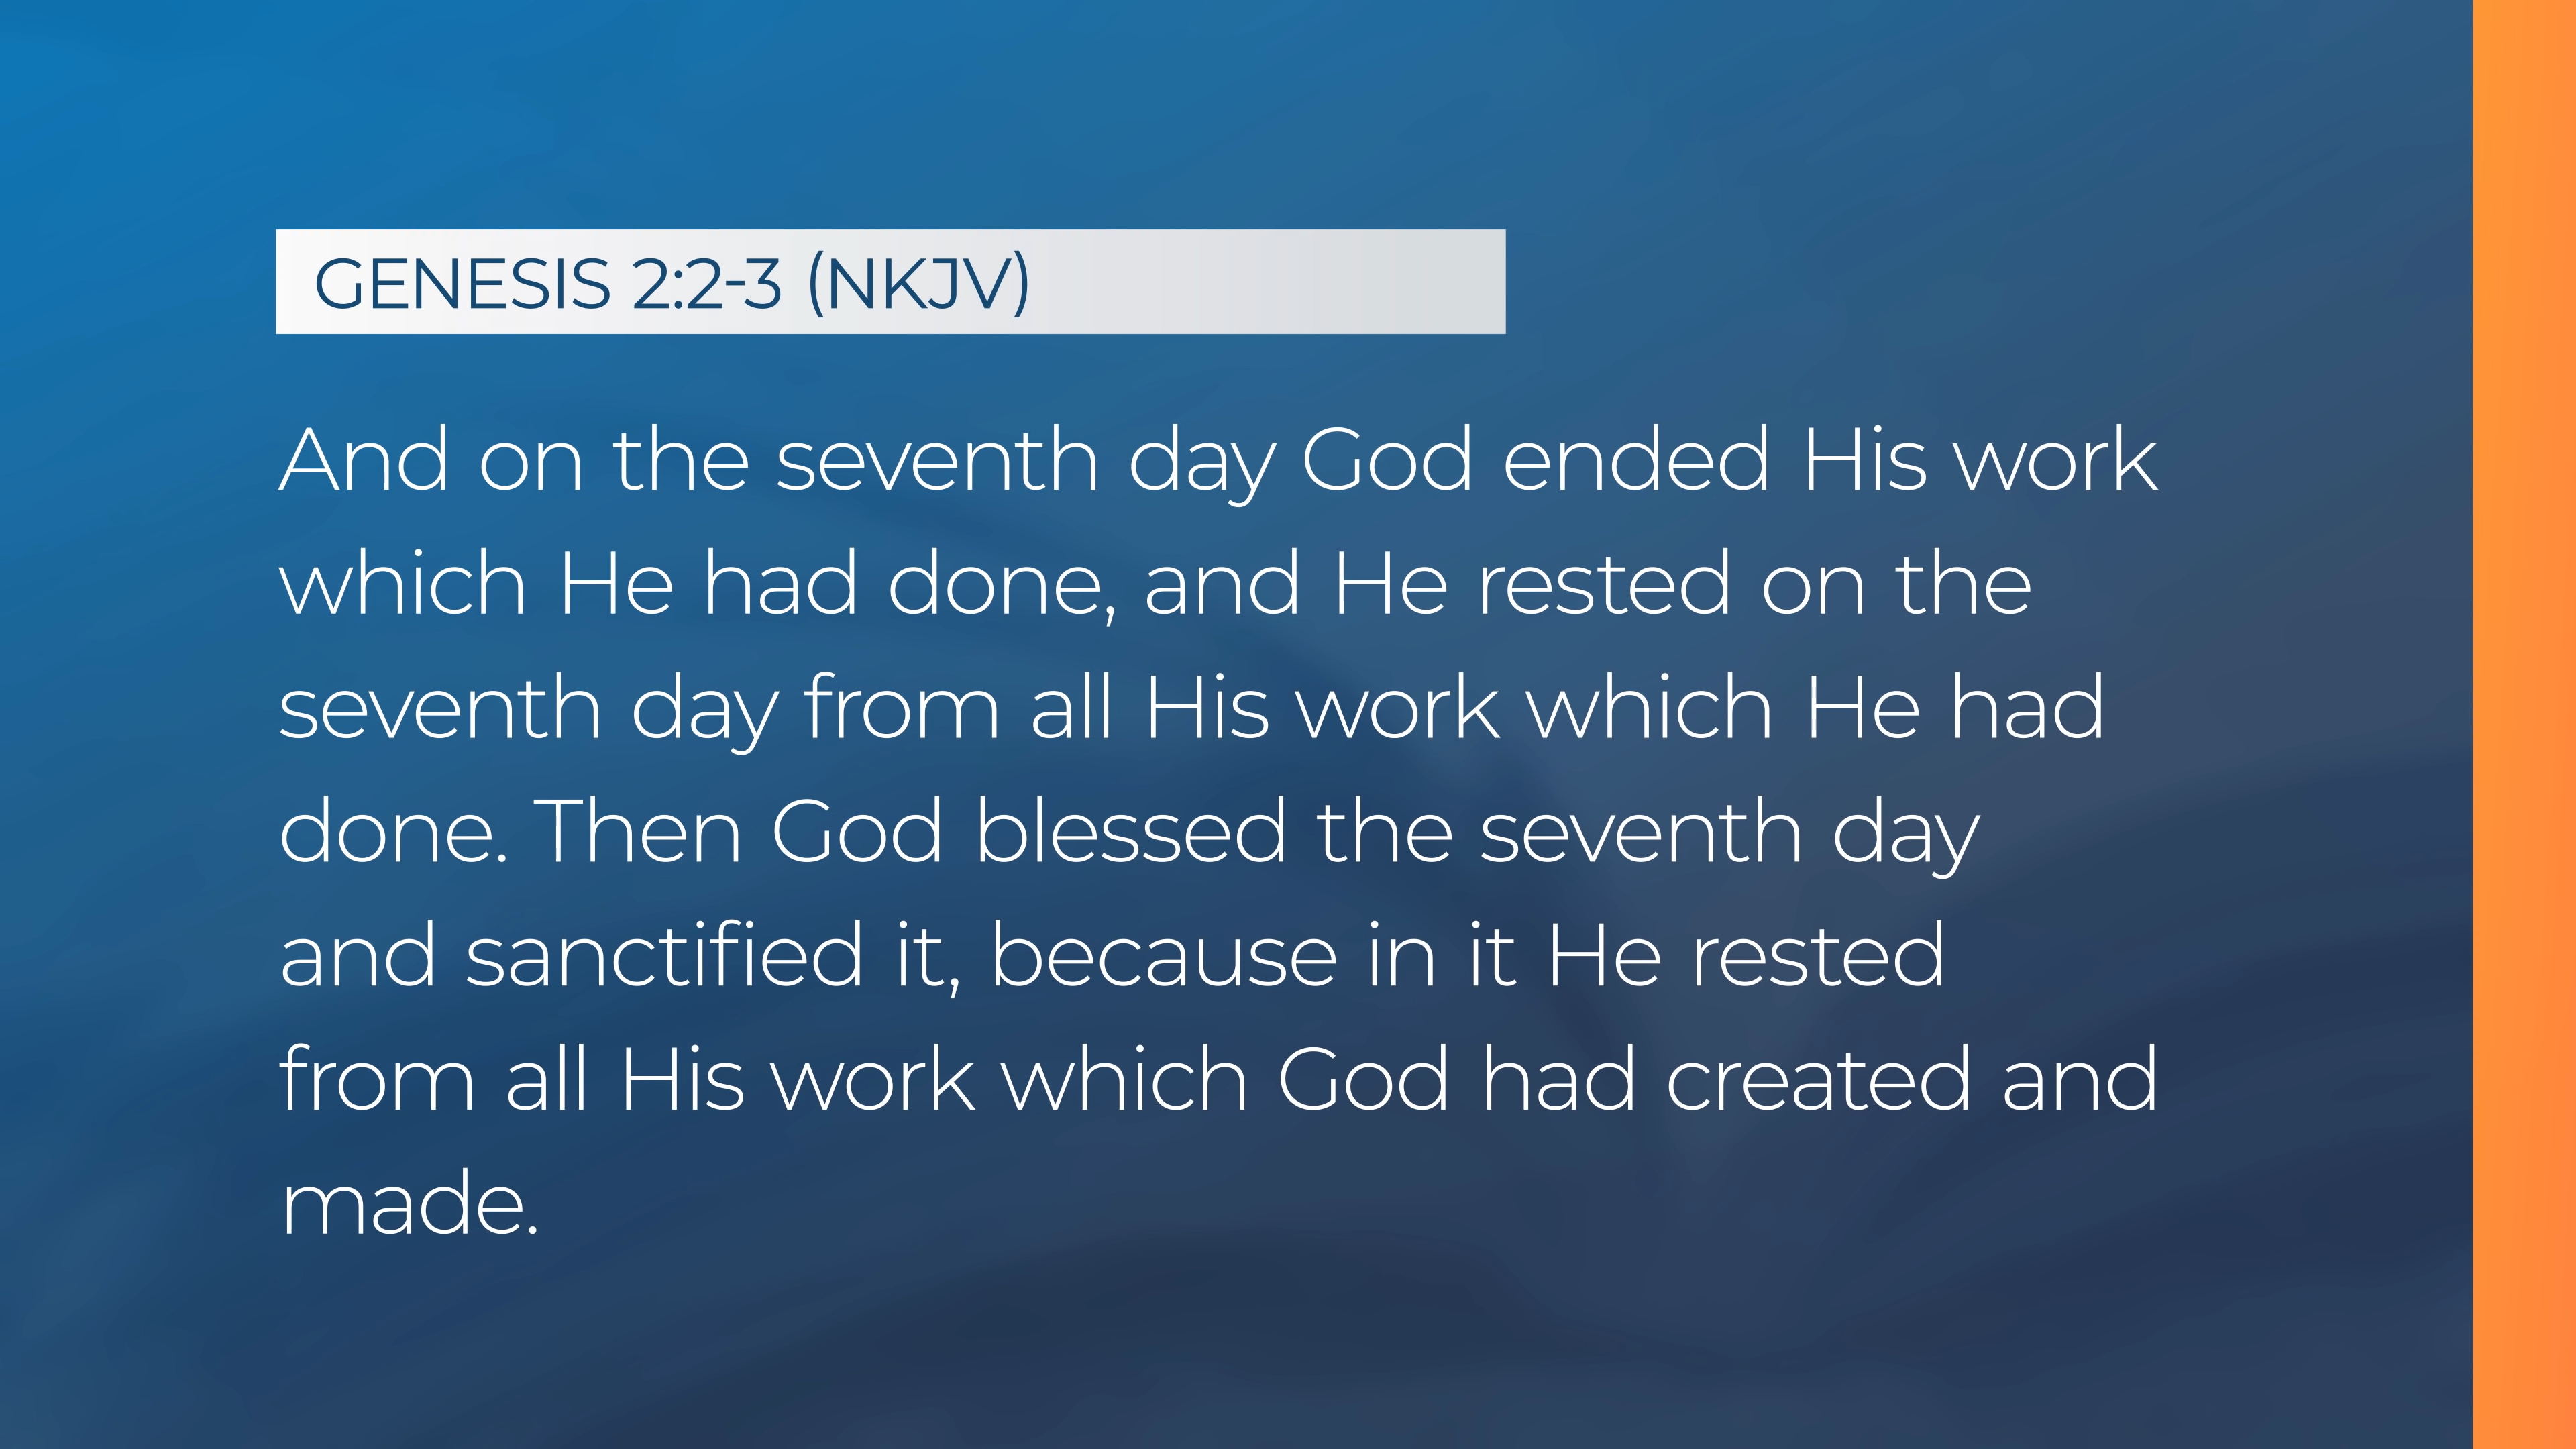 GENESIS 2:2-3 (NKJV)
And on the seventh day God ended His work
which He had done, and He rested on the
seventh day from all His work which He had
done. Then God blessed the seventh day
and sanctified it, because in it He rested
from all His work which God had created and
made.